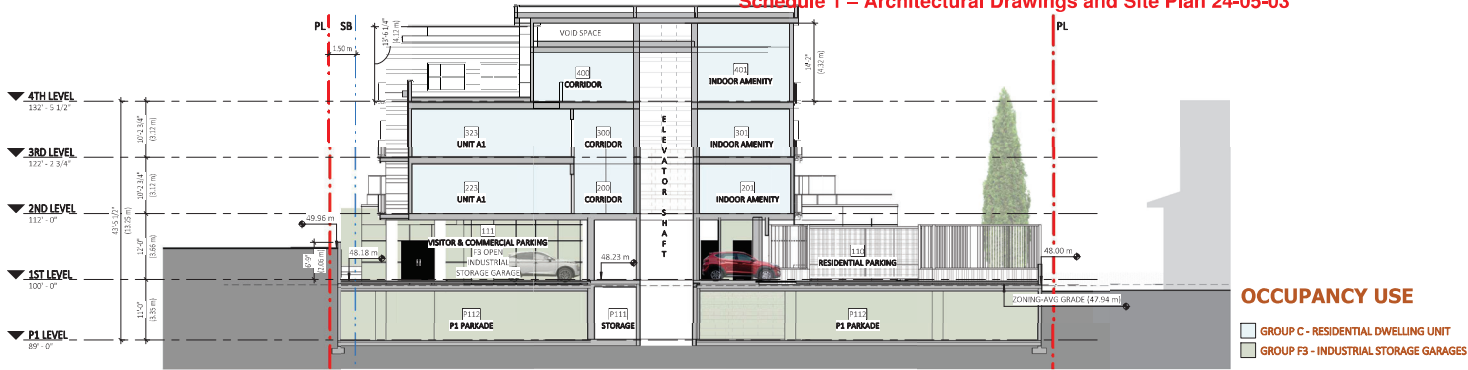 Schedule 1 – Architectural Drawings and Site Plan 24-05-03
PL SB
PL
1.50 m
13'-6 1/4"
(4.12 m)
VOID SPACE
14'-2"
(4.32 m)
400
CORRIDOR
401
INDOOR AMENITY
4TH LEVEL
132' - 5 1/2"
10'-2 3/4"
(3.12 m)
323
UNIT A1
300
CORRIDOR
301
INDOOR AMENITY
3RD LEVEL
122' - 2 3/4"
10'-2 3/4"
(3.12 m)
223
UNIT A1
200
CORRIDOR
201
INDOOR AMENITY
ELEVATOR SHAFT
2ND LEVEL
112' - 0"
43'-5 1/2"
(13.25 m)
12'-0"
(3.66 m)
49.96 m
6'-9"
(2.06 m)
48.18 m
111
VISITOR & COMMERCIAL PARKING
F3 OPEN
INDUSTRIAL
STORAGE GARAGE
48.23 m
110
RESIDENTIAL PARKING
48.00 m
1ST LEVEL
100' - 0"
ZONING-AVG GRADE (47.94 m)
11'-0"
(3.35 m)
P112
P1 PARKADE
P111
STORAGE
P112
P1 PARKADE
P1 LEVEL
89' - 0"
OCCUPANCY USE
GROUP C - RESIDENTIAL DWELLING UNIT
GROUP F3 - INDUSTRIAL STORAGE GARAGES